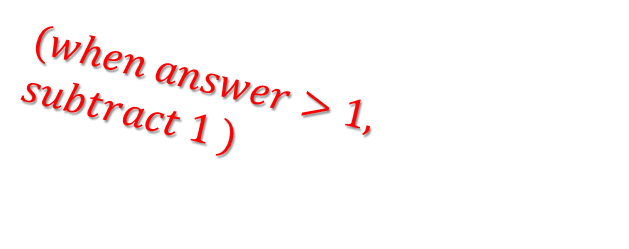 (when answer > 1,
subtract 1 )